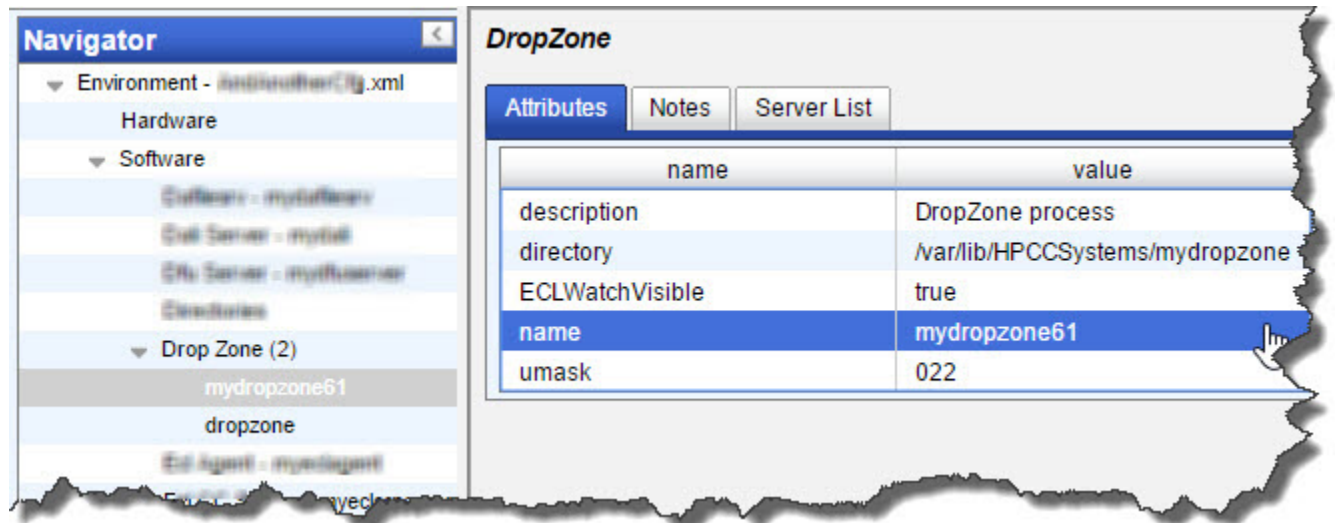 Navigator
Environment - .xml
Hardware
Software
Drop Zone (2)
mydropzone61
dropzone
DropZone
Attributes Notes Server List
name value
description DropZone process
directory /var/lib/HPCCSystems/mydropzone
ECLWatchVisible true
name mydropzone61
umask 022